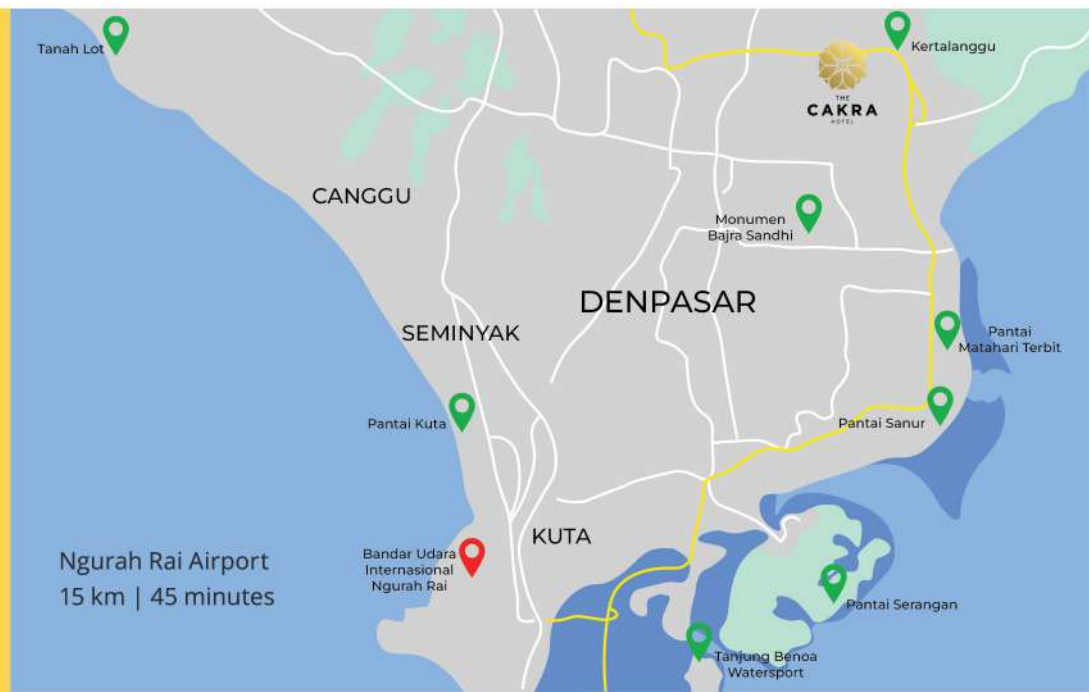 Tanah Lot
Kertalanggu
THE
CAKRA
HOTEL
CANGGU
Monumen
Bajra Sandhi
DENPASAR
SEMINYAK
Pantai
Matahari Terbit
Pantai Kuta
Pantai Sanur
KUTA
Bandar Udara
Internasional
Ngurah Rai
Ngurah Rai Airport
15 km | 45 minutes
Pantai Serangan
Tanjung Benoa
Watersport